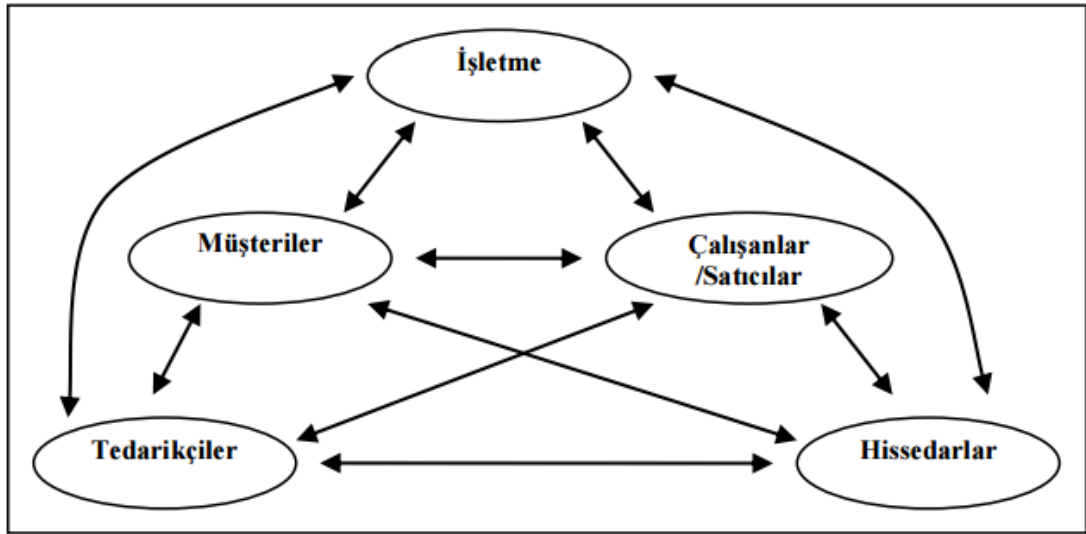 İşletme
Müşteriler
Çalışanlar
/Satıcılar
Tedarikçiler
Hissedarlar